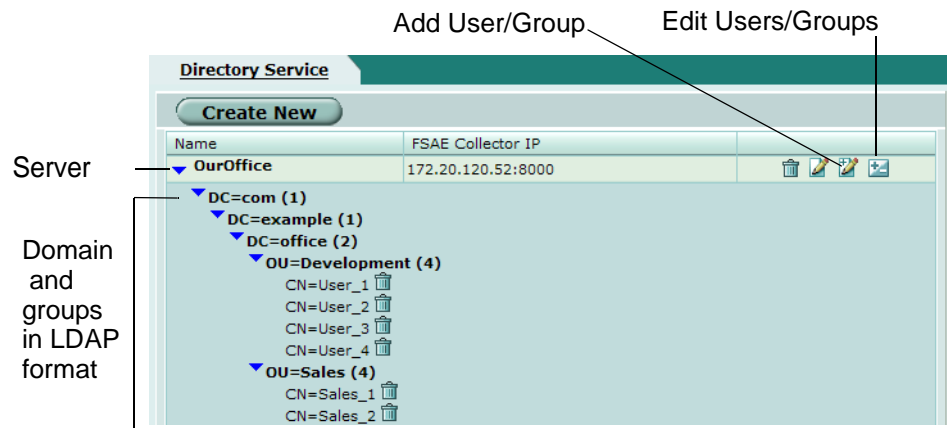 Add User/Group
Edit Users/Groups
Directory Service
Create New
Name
FSAE Collector IP
Server
OurOffice
172.20.120.52:8000
DC=com (1)
DC=example (1)
DC=office (2)
Domain
and
groups
in LDAP
format
OU=Development (4)
CN=User_1
CN=User_2
CN=User_3
CN=User_4
OU=Sales (4)
CN=Sales_1
CN=Sales_2